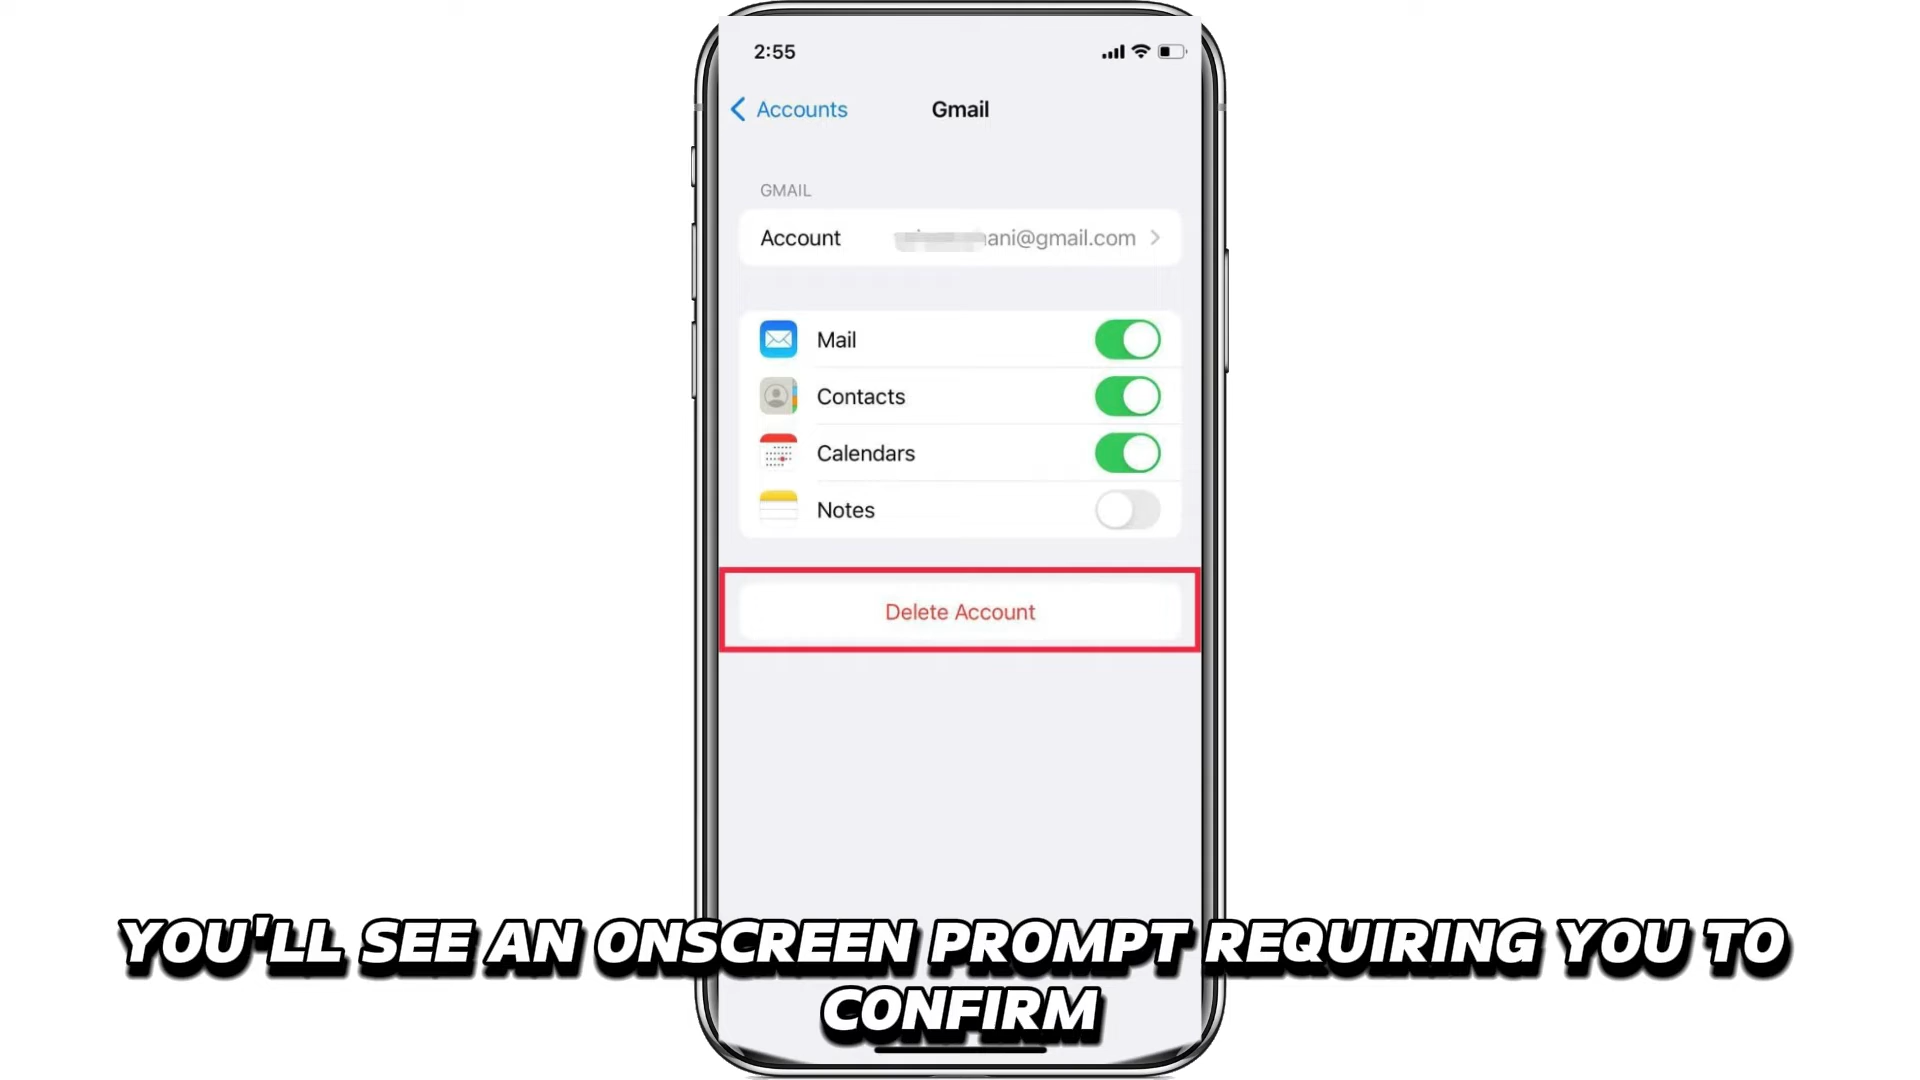 2:55
Accounts
Gmail
GMAIL
Account ani@gmail.com
Mail
Contacts
Calendars
Notes
Delete Account
YOU'LL SEE AN ONSCREEN PROMPT REQUIRING YOU TO
CONFIRM